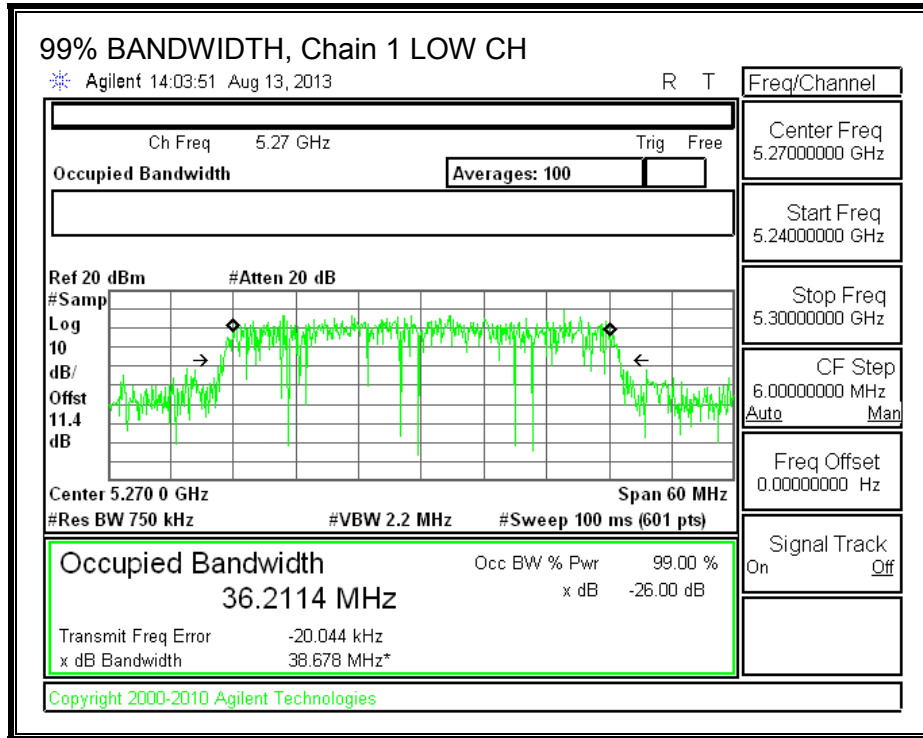 99% BANDWIDTH, Chain 1 LOW CH
Agilent 14:03:51 Aug 13, 2013 R T
Freq/Channel
Ch Freq 5.27 GHz Trig Free
Occupied Bandwidth Averages: 100
Center Freq
5.27000000 GHz
Start Freq
5.24000000 GHz
Stop Freq
5.30000000 GHz
CF Step
6.00000000 MHz
Auto Man
Freq Offset
0.00000000 Hz
Signal Track
On Off
Ref 20 dBm #Atten 20 dB
#Samp
Log
10
dB/
Offst
11.4
dB
Center 5.270 0 GHz Span 60 MHz
#Res BW 750 kHz #VBW 2.2 MHz #Sweep 100 ms (601 pts)
Occupied Bandwidth Occ BW % Pwr 99.00 %
36.2114 MHz x dB -26.00 dB
Transmit Freq Error -20.044 kHz
x dB Bandwidth 38.678 MHz*
Copyright 2000-2010 Agilent Technologies